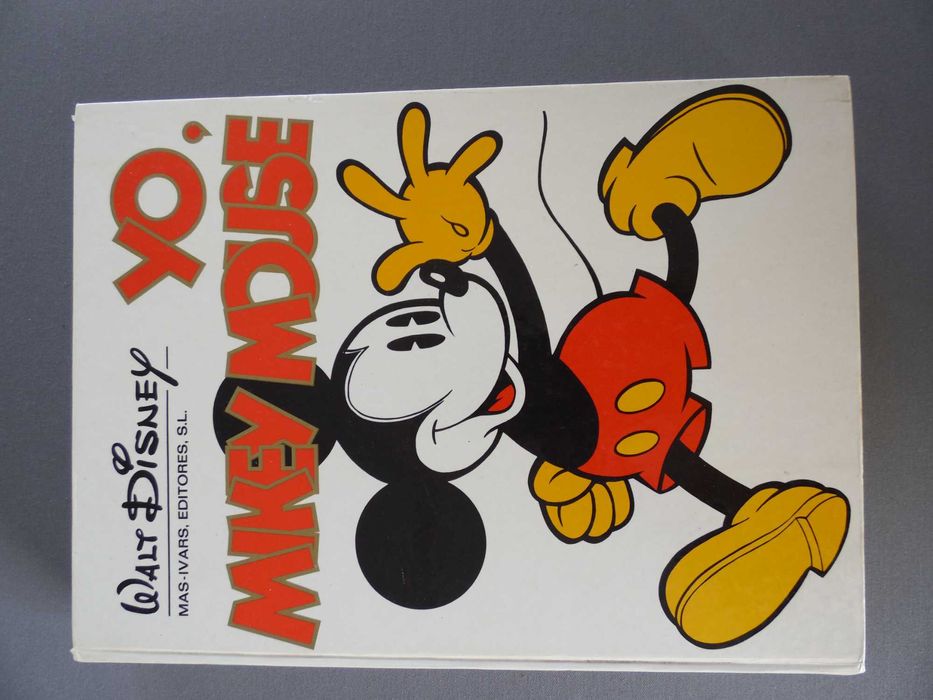 WALT DISNEY
MAS-IVARS, EDITORES, S.L.
YO,
MIKEY MOUSE